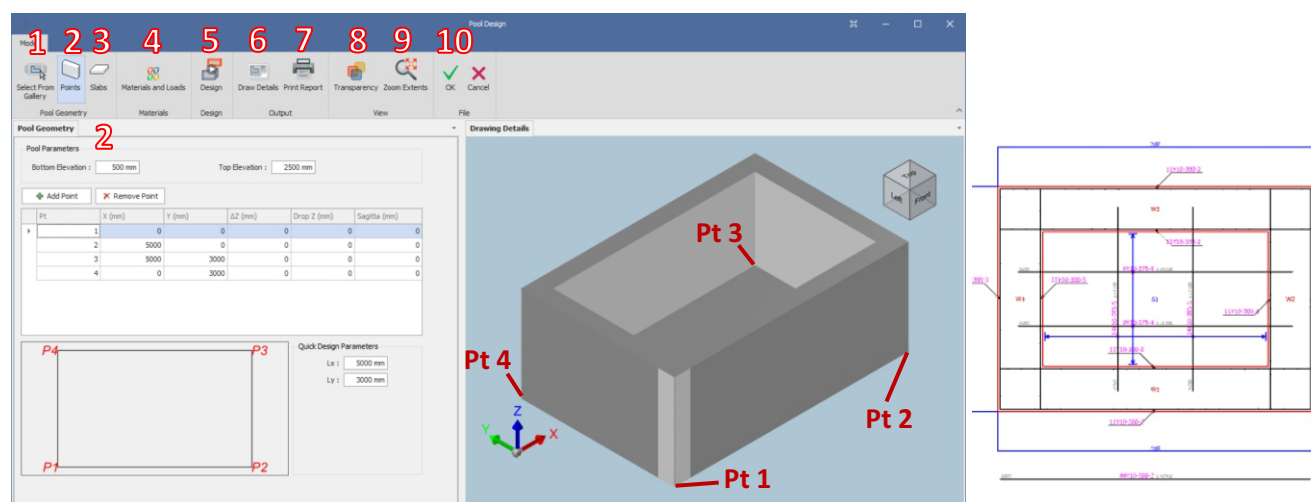 Pool Design
1 2 3 4 5 6 7 8 9 10
Select From Gallery
Points
Slabs
Materials and Loads
Design
Draw Details
Print Report
Transparency
Zoom Extents
OK
Cancel
Pool Geometry
Materials
Design
Output
View
File
Pool Geometry
2
Drawing Details
Pool Parameters
Bottom Elevation : 500 mm
Top Elevation : 2500 mm
Add Point
Remove Point
Pt X (mm) Y (mm) ΔZ (mm) Drop Z (mm) Sagitta (mm)
1 0 0 0 0 0
2 5000 0 0 0 0
3 5000 3000 0 0 0
4 0 3000 0 0 0
P4
P3
P1
P2
Quick Design Parameters
Lx : 5000 mm
Ly : 3000 mm
Top
Left
Front
Pt 3
Pt 4
Pt 2
Pt 1
Z
Y
X
11Y10-300-2
W3
W4
S1
W2
W1